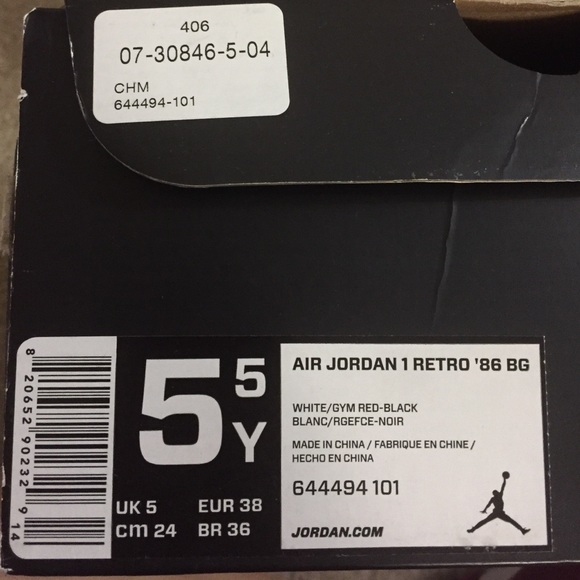 406
07-30846-5-04
CHM
644494-101
AIR JORDAN 1 RETRO '86 BG
5 5
Y
WHITE/GYM RED-BLACK
BLANC/RGEFCE-NOIR
MADE IN CHINA / FABRIQUE EN CHINE /
HECHO EN CHINA
UK 5 EUR 38
cm 24 BR 36
644494 101
JORDAN.COM
8 20652 90232 9 14